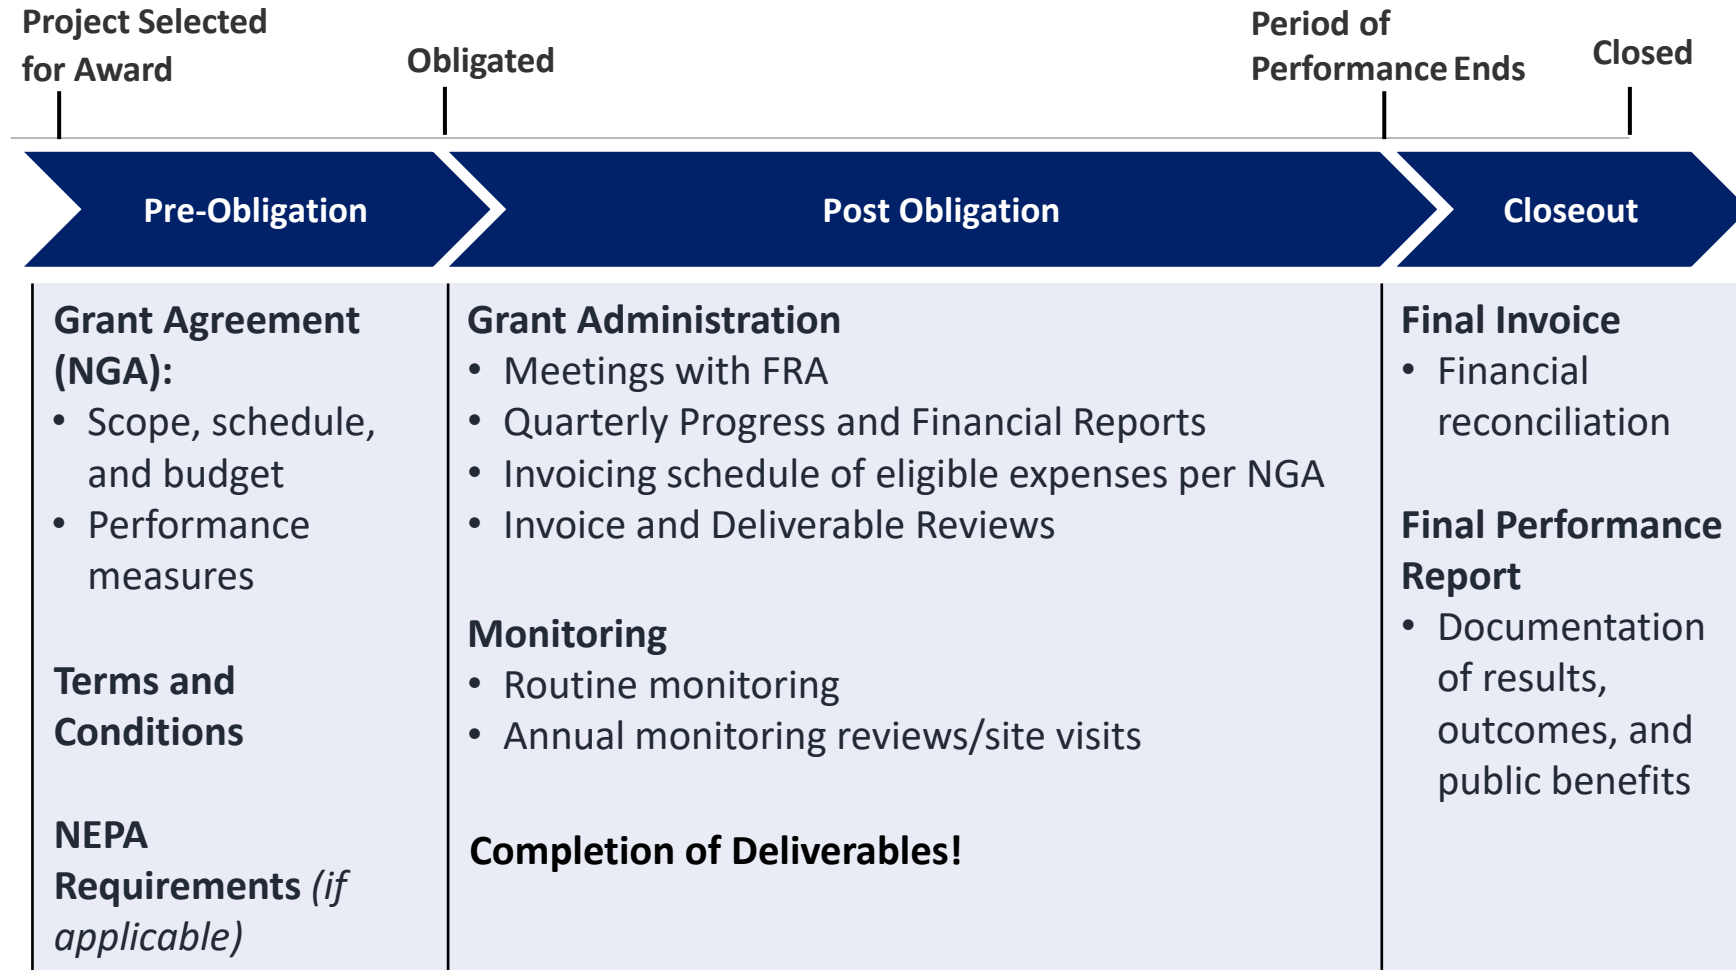 Project Selected
for Award
Obligated
Period of
Performance Ends
Closed
Pre-Obligation
Post Obligation
Closeout
Grant Agreement
(NGA):
• Scope, schedule,
and budget
• Performance
measures
Terms and
Conditions
NEPA
Requirements (if
applicable)
Grant Administration
• Meetings with FRA
• Quarterly Progress and Financial Reports
• Invoicing schedule of eligible expenses per NGA
• Invoice and Deliverable Reviews
Monitoring
• Routine monitoring
• Annual monitoring reviews/site visits
Completion of Deliverables!
Final Invoice
• Financial
reconciliation
Final Performance
Report
• Documentation
of results,
outcomes, and
public benefits